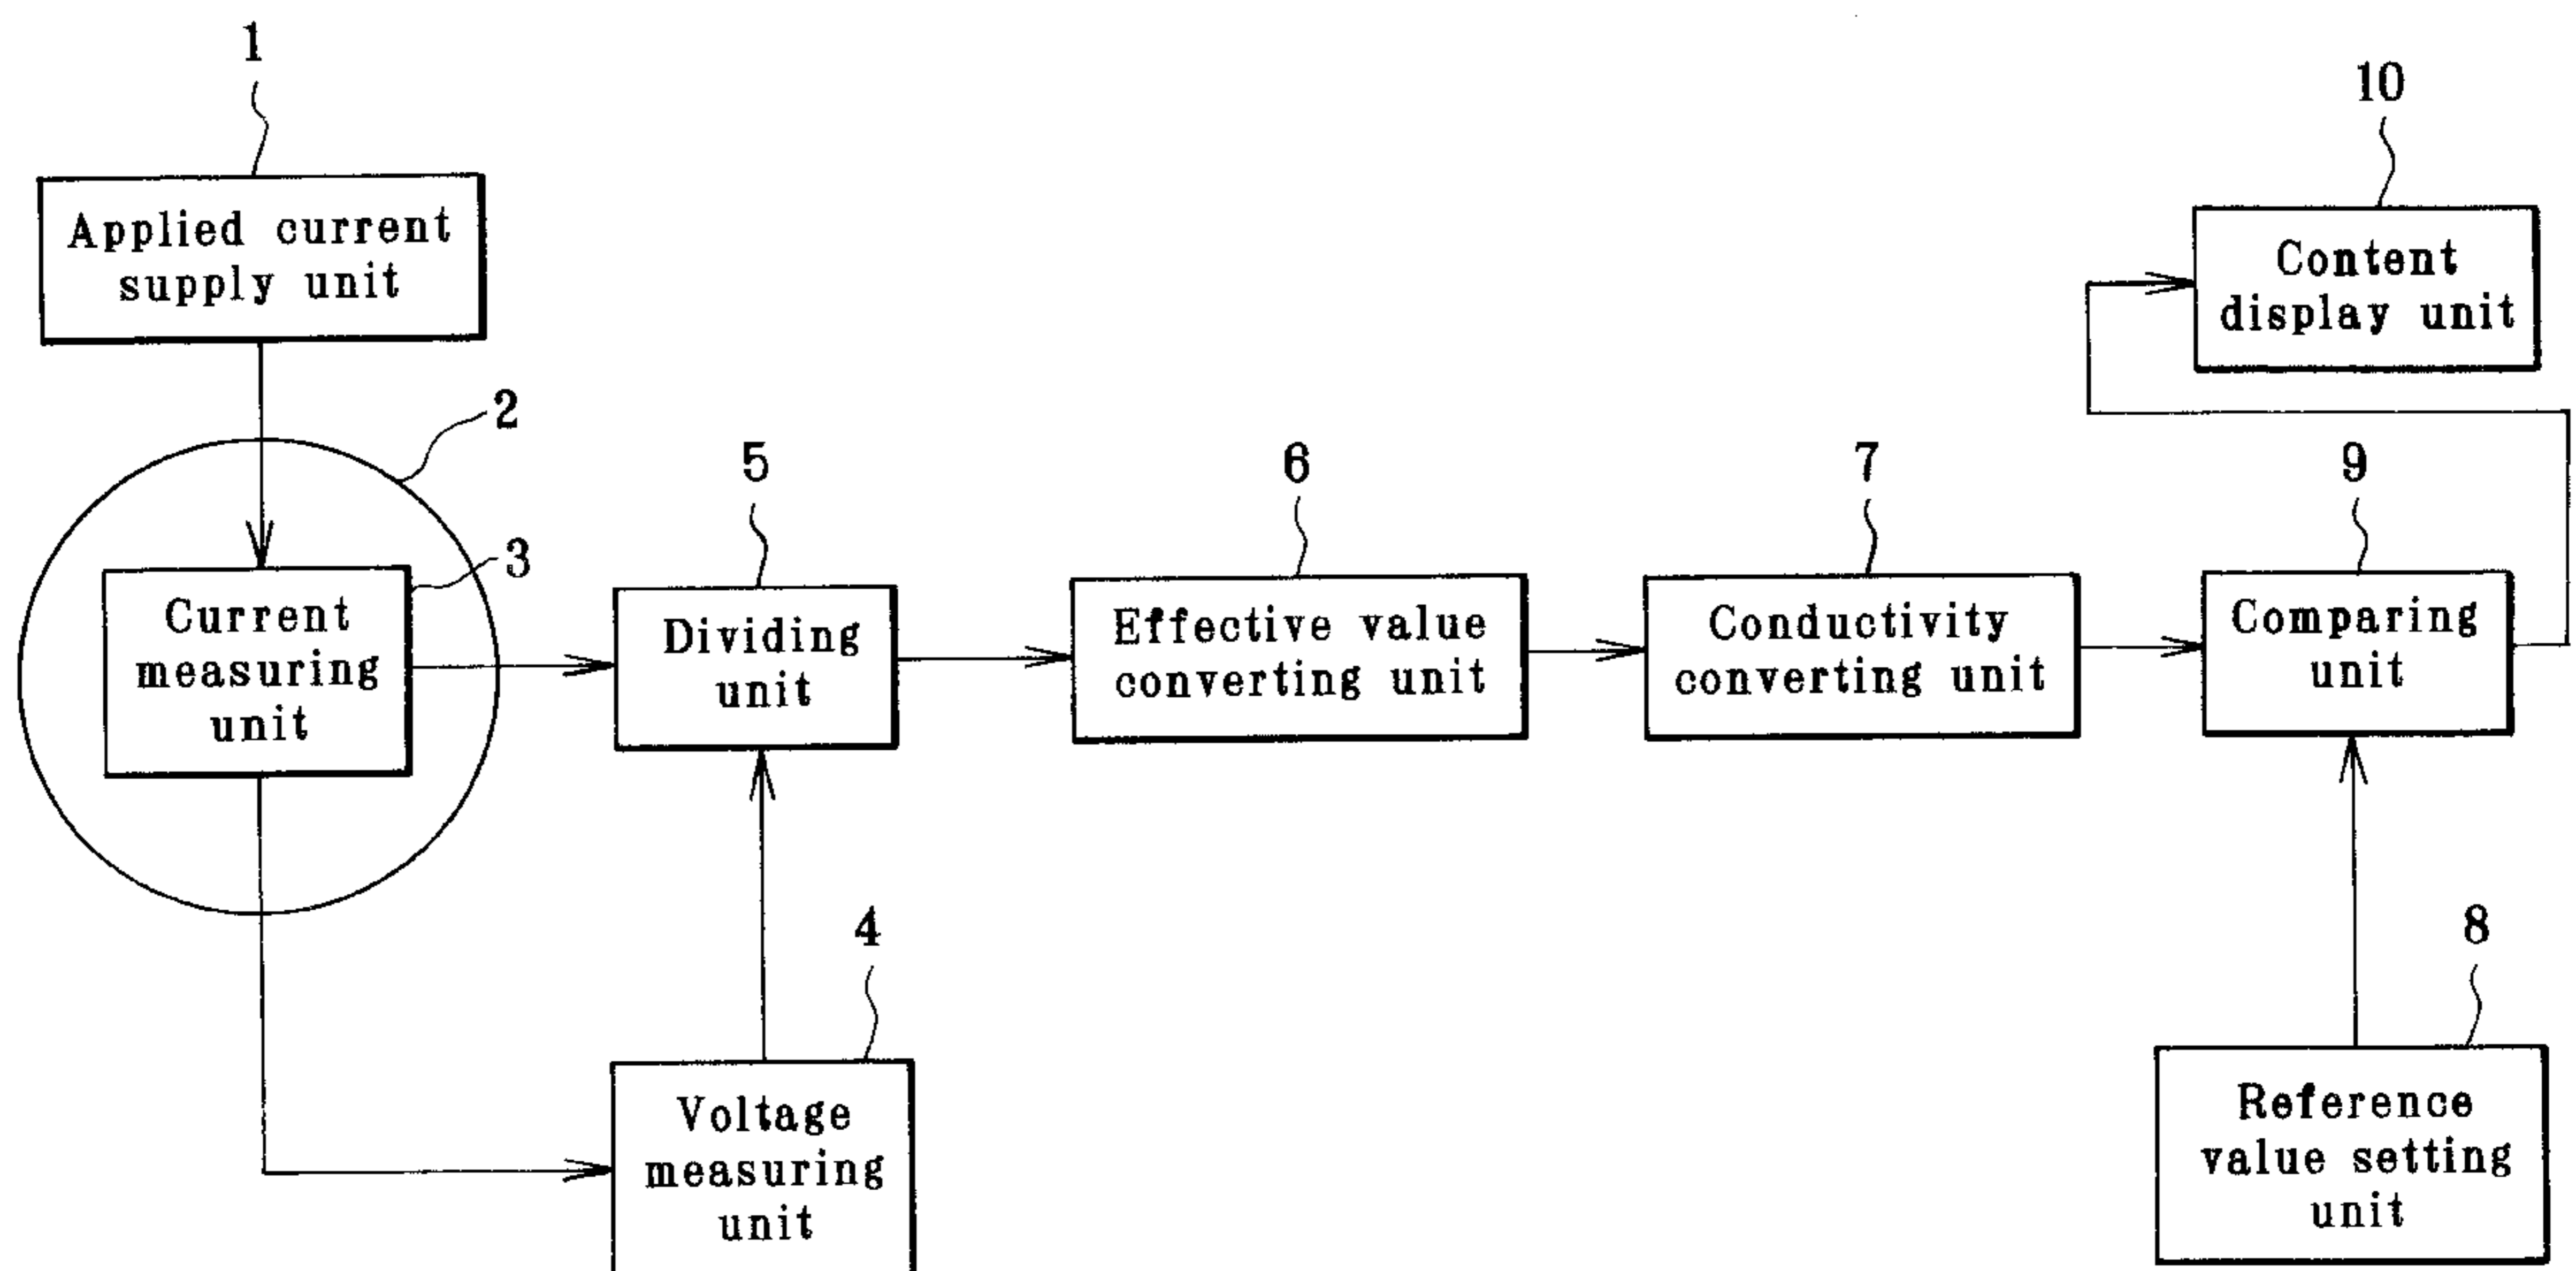 1
Applied current
supply unit
2
3
Current
measuring
unit
4
Voltage
measuring
unit
5
Dividing
unit
6
Effective value
converting unit
7
Conductivity
converting unit
8
Reference
value setting
unit
9
Comparing
unit
10
Content
display unit